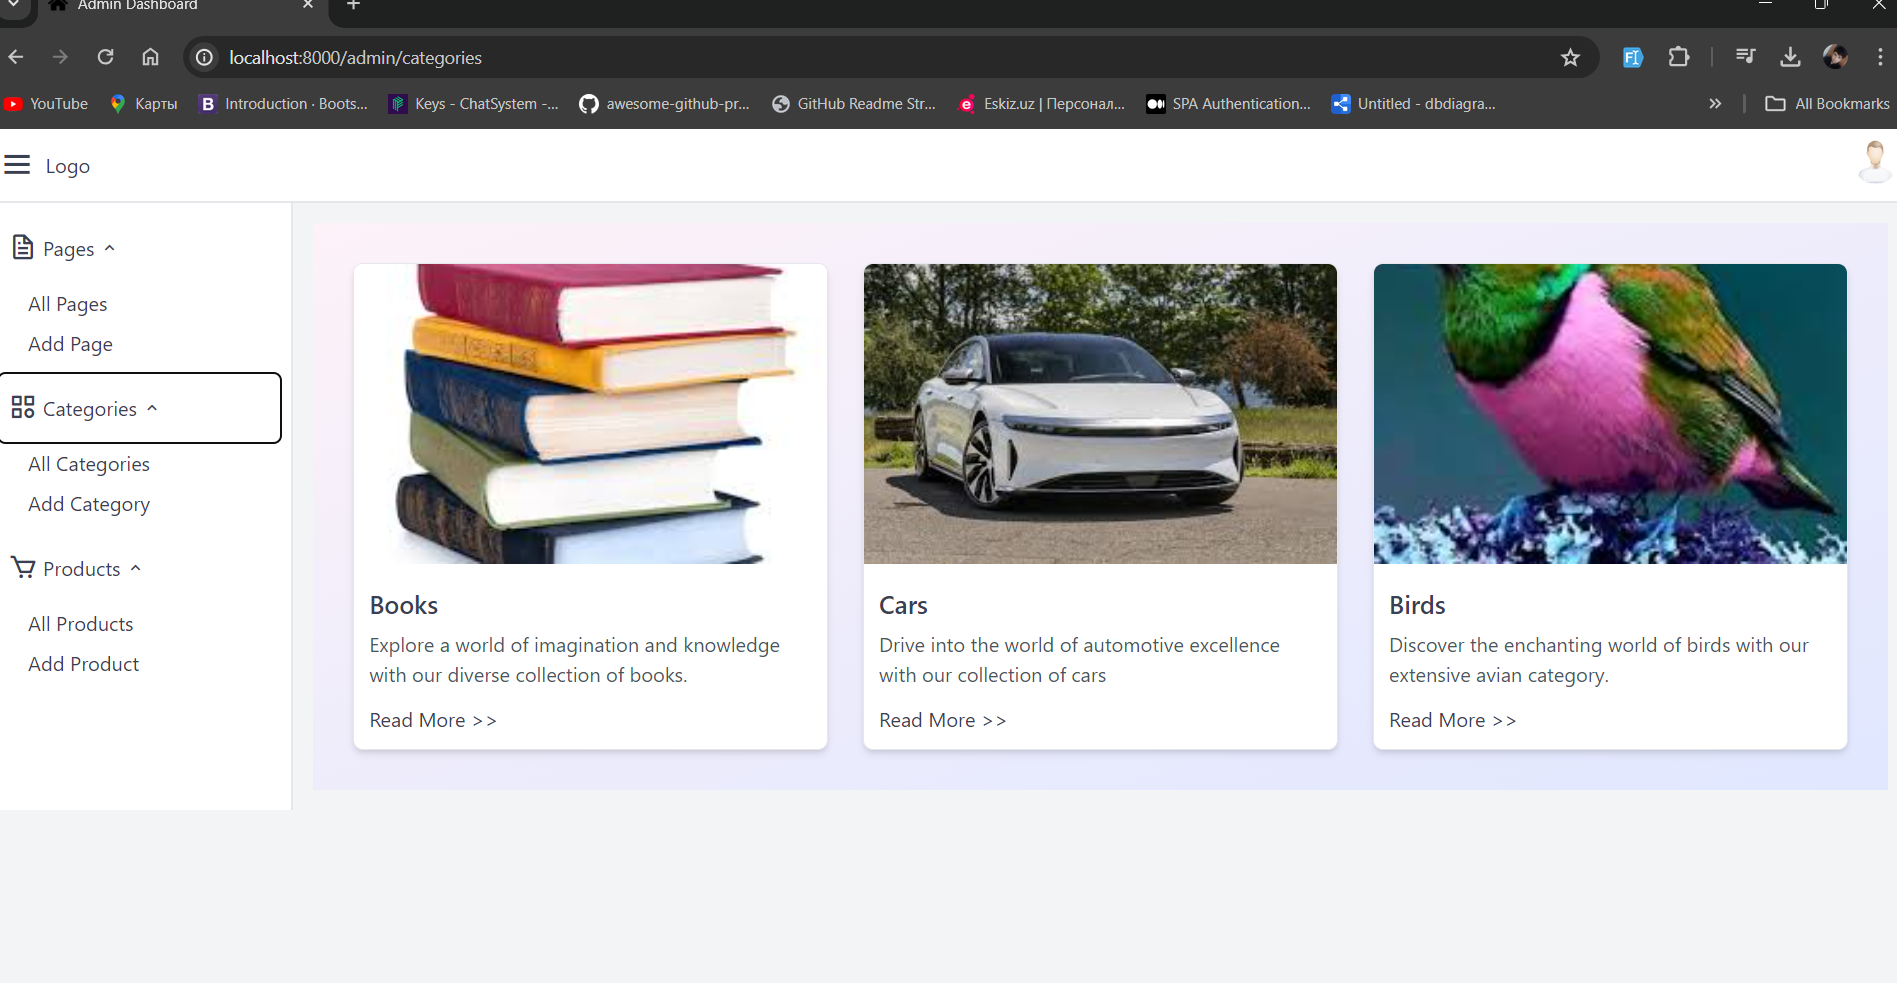 Admin Dashboard
localhost:8000/admin/categories
YouTube
Карты
B Introduction · Boots...
Keys - ChatSystem -...
awesome-github-pr...
GitHub Readme Str...
e Eskiz.uz | Персонал...
SPA Authentication...
Untitled - dbdiagra...
All Bookmarks
Logo
Pages
All Pages
Add Page
Categories
All Categories
Add Category
Products
All Products
Add Product
Books
Explore a world of imagination and knowledge
with our diverse collection of books.
Read More >>
Cars
Drive into the world of automotive excellence
with our collection of cars
Read More >>
Birds
Discover the enchanting world of birds with our
extensive avian category.
Read More >>